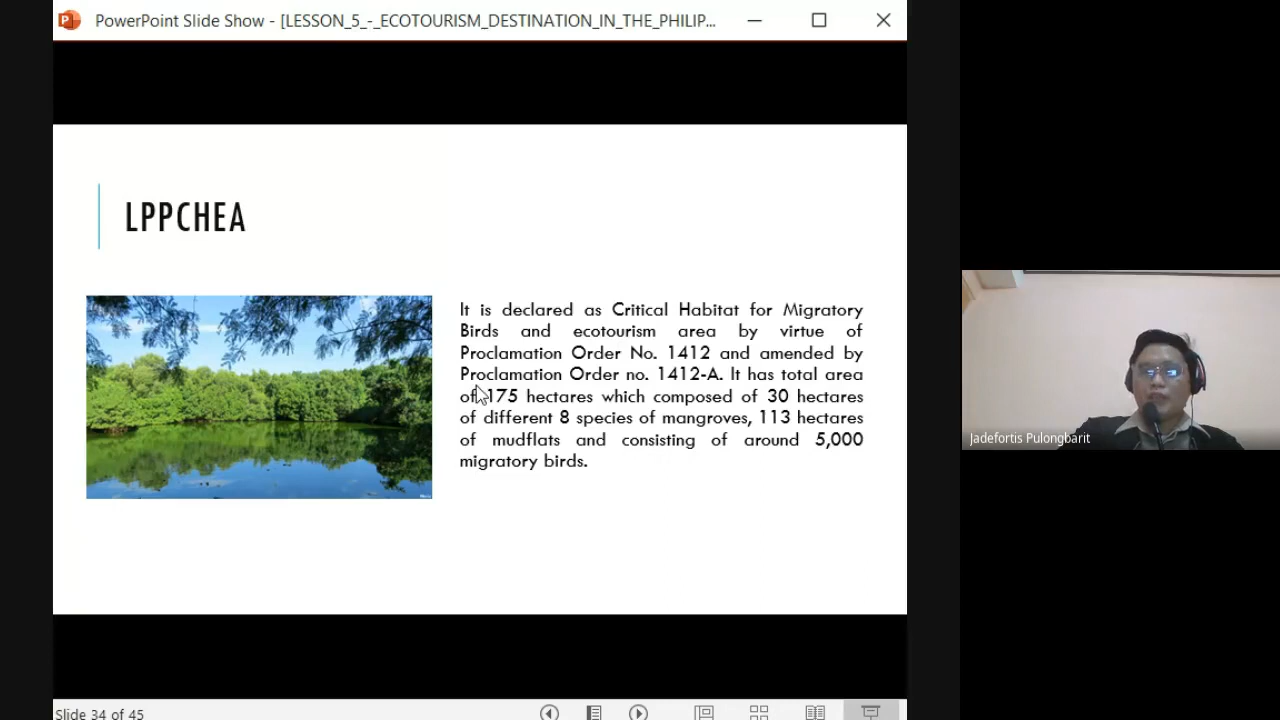 PowerPoint Slide Show - [LESSON_5_-_ECOTOURISM_DESTINATION_IN_THE_PHILIP...
LPPCHEA
It is declared as Critical Habitat for Migratory
Birds and ecotourism area by virtue of
Proclamation Order No. 1412 and amended by
Proclamation Order no. 1412-A. It has total area
of 175 hectares which composed of 30 hectares
of different 8 species of mangroves, 113 hectares
of mudflats and consisting of around 5,000
migratory birds.
Jadefortis Pulongbarit
Slide 34 of 45